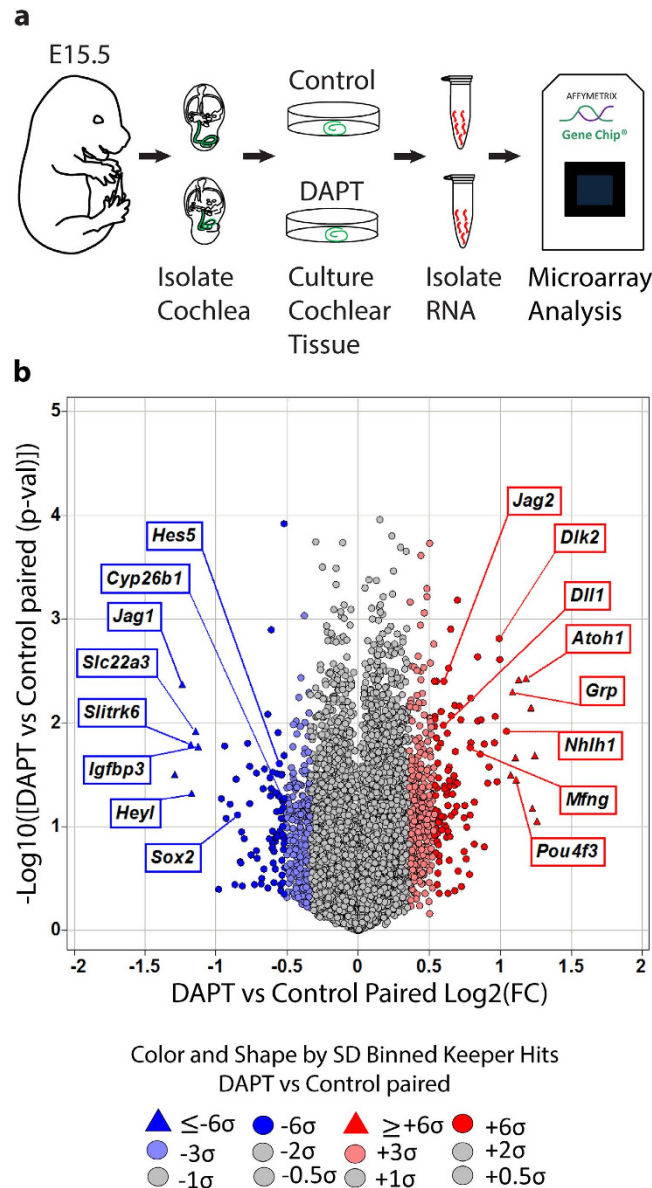 a
E15.5
Control
DAPT
AFFYMETRIX
Gene Chip®
Isolate
Cochlea
Culture
Cochlear
Tissue
Isolate
RNA
Microarray
Analysis
b
-Log10([DAPT vs Control paired (p-val)])
5
4
3
2
1
0
Hes5
Cyp26b1
Jag1
Slc22a3
Slitrk6
Igfbp3
Heyl
Sox2
Jag2
Dlk2
Dll1
Atoh1
Grp
Nhlh1
Mfng
Pou4f3
-2 -1.5 -1 -0.5 0 0.5 1 1.5 2
DAPT vs Control Paired Log2(FC)
Color and Shape by SD Binned Keeper Hits
DAPT vs Control paired
≤-6σ -6σ ≥+6σ +6σ
-3σ -2σ +3σ +2σ
-1σ -0.5σ +1σ +0.5σ